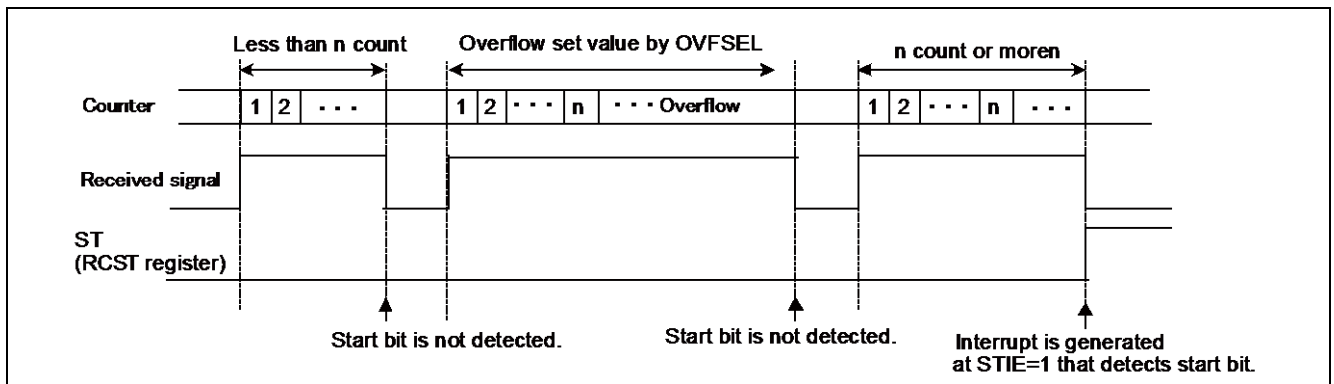 Less than n count
Overflow set value by OVFSEL
n count or moren
Counter
1 2 · · ·
1 2 · · · n · · · Overflow
1 2 · · · n · · ·
Received signal
ST
(RCST register)
Start bit is not detected.
Start bit is not detected.
Interrupt is generated
at STIE=1 that detects start bit.